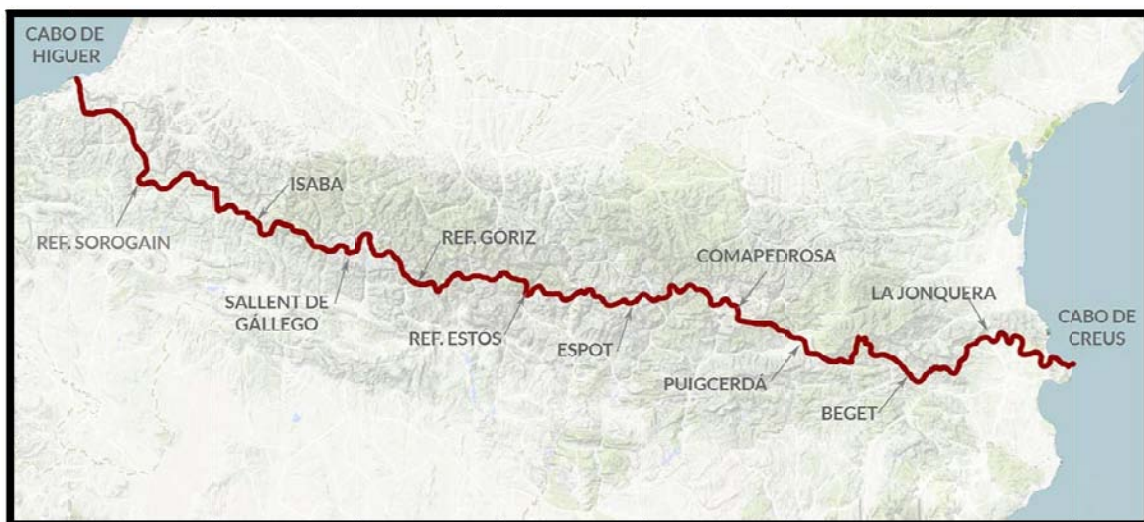 CABO DE
HIGUER
ISABA
REF. SOROGAIN
REF. GÓRIZ
SALLENT DE
GÁLLEGO
COMAPEDROSA
REF. ESTOS
ESPOT
LA JONQUERA
CABO DE
CREUS
PUIGCERDÁ
BEGET